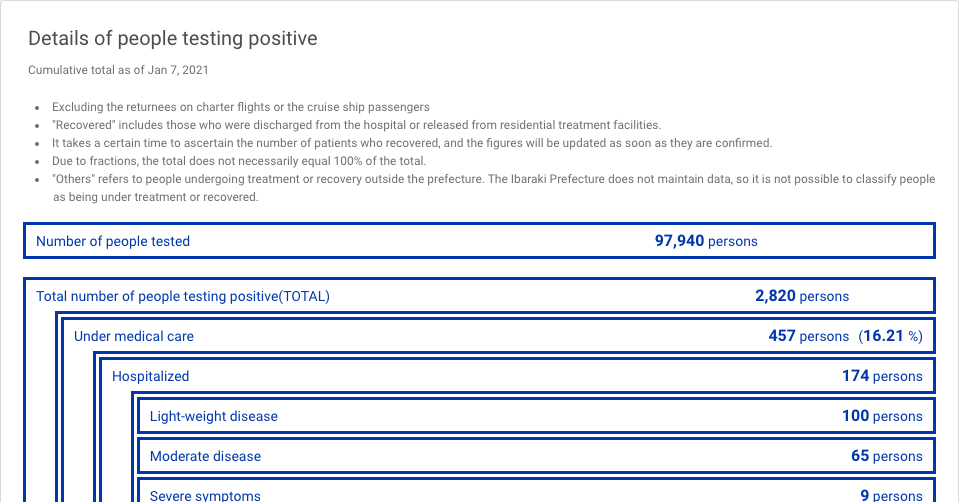 Details of people testing positive
Cumulative total as of Jan 7, 2021
• Excluding the returnees on charter flights or the cruise ship passengers
• "Recovered" includes those who were discharged from the hospital or released from residential treatment facilities.
• It takes a certain time to ascertain the number of patients who recovered, and the figures will be updated as soon as they are confirmed.
• Due to fractions, the total does not necessarily equal 100% of the total.
• "Others" refers to people undergoing treatment or recovery outside the prefecture. The Ibaraki Prefecture does not maintain data, so it is not possible to classify people
as being under treatment or recovered.
Number of people tested 97,940 persons
Total number of people testing positive(TOTAL) 2,820 persons
Under medical care 457 persons (16.21 %)
Hospitalized 174 persons
Light-weight disease 100 persons
Moderate disease 65 persons
Severe symptoms 9 persons